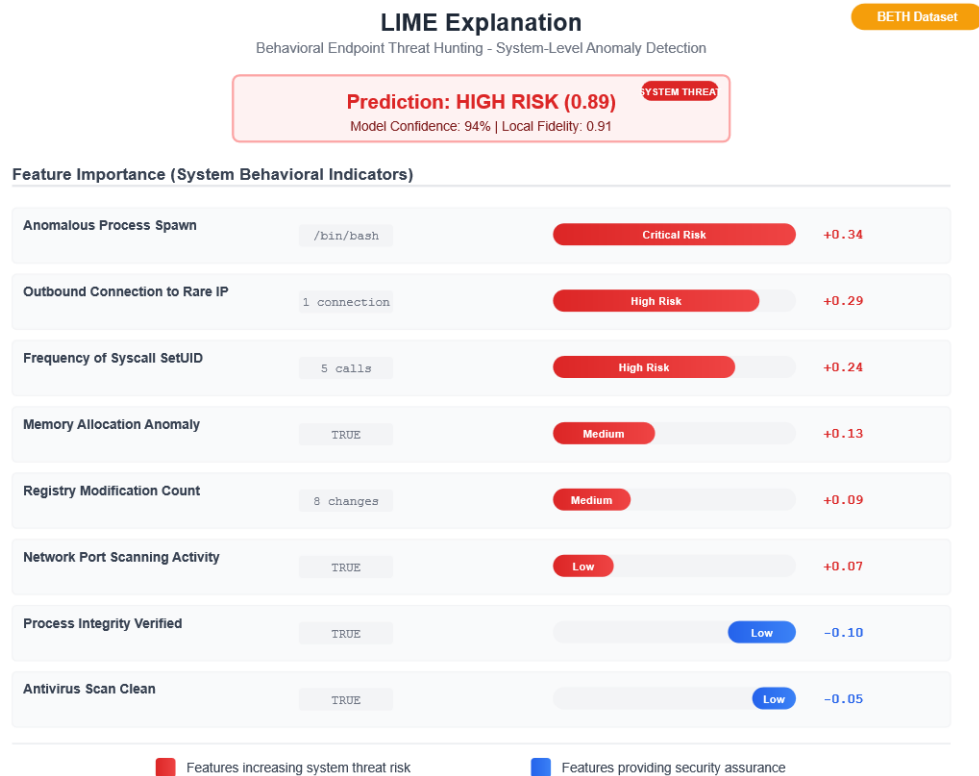 LIME Explanation
BETH Dataset
Behavioral Endpoint Threat Hunting - System-Level Anomaly Detection
SYSTEM THREAT
Prediction: HIGH RISK (0.89)
Model Confidence: 94% | Local Fidelity: 0.91
Feature Importance (System Behavioral Indicators)
Anomalous Process Spawn /bin/bash Critical Risk +0.34
Outbound Connection to Rare IP 1 connection High Risk +0.29
Frequency of Syscall SetUID 5 calls High Risk +0.24
Memory Allocation Anomaly TRUE Medium +0.13
Registry Modification Count 8 changes Medium +0.09
Network Port Scanning Activity TRUE Low +0.07
Process Integrity Verified TRUE Low -0.10
Antivirus Scan Clean TRUE Low -0.05
Features increasing system threat risk Features providing security assurance